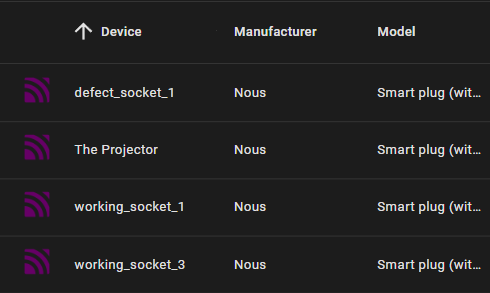 Device Manufacturer Model
defect_socket_1 Nous Smart plug (wit...
The Projector Nous Smart plug (wit...
working_socket_1 Nous Smart plug (wit...
working_socket_3 Nous Smart plug (wit...